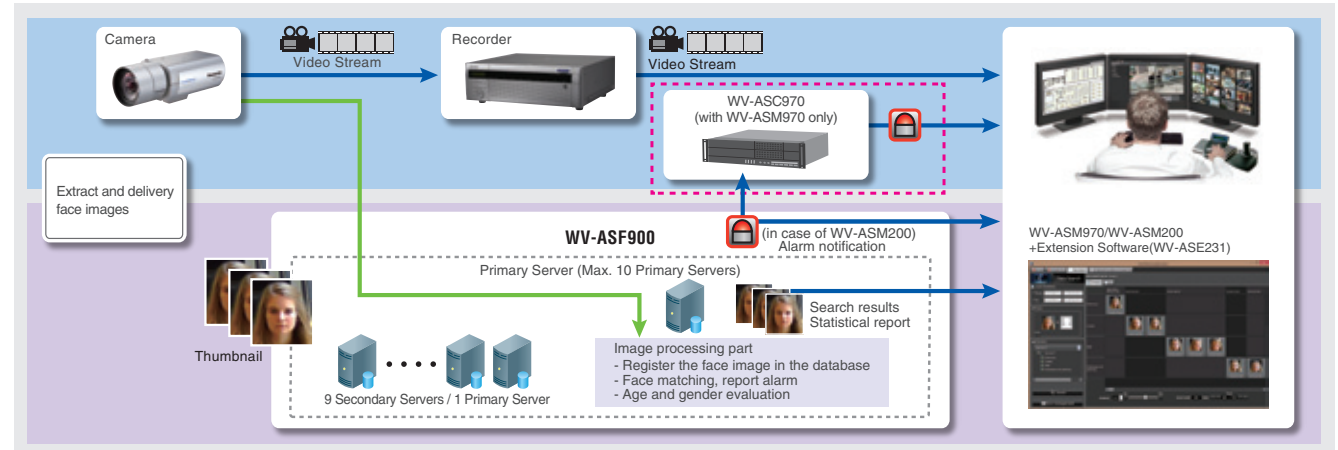 Camera
Video Stream
Recorder
Video Stream
WV-ASC970
(with WV-ASM970 only)
Extract and delivery
face images
WV-ASF900
(in case of WV-ASM200)
Alarm notification
WV-ASM970/WV-ASM200
+Extension Software(WV-ASE231)
Primary Server (Max. 10 Primary Servers)
Search results
Statistical report
Thumbnail
Image processing part
- Register the face image in the database
- Face matching, report alarm
- Age and gender evaluation
9 Secondary Servers / 1 Primary Server